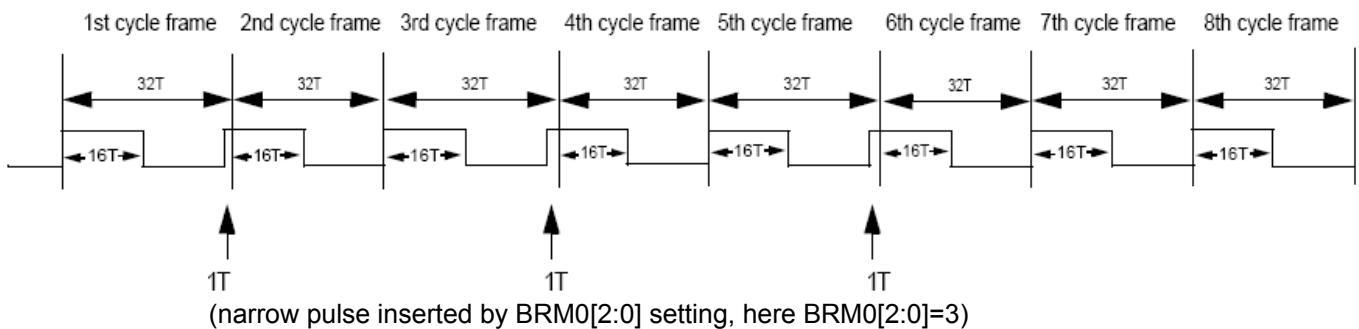 1st cycle frame 2nd cycle frame 3rd cycle frame 4th cycle frame 5th cycle frame 6th cycle frame 7th cycle frame 8th cycle frame
32T 32T 32T 32T 32T 32T 32T 32T
16T 16T 16T 16T 16T 16T 16T 16T
1T 1T 1T
(narrow pulse inserted by BRM0[2:0] setting, here BRM0[2:0]=3)